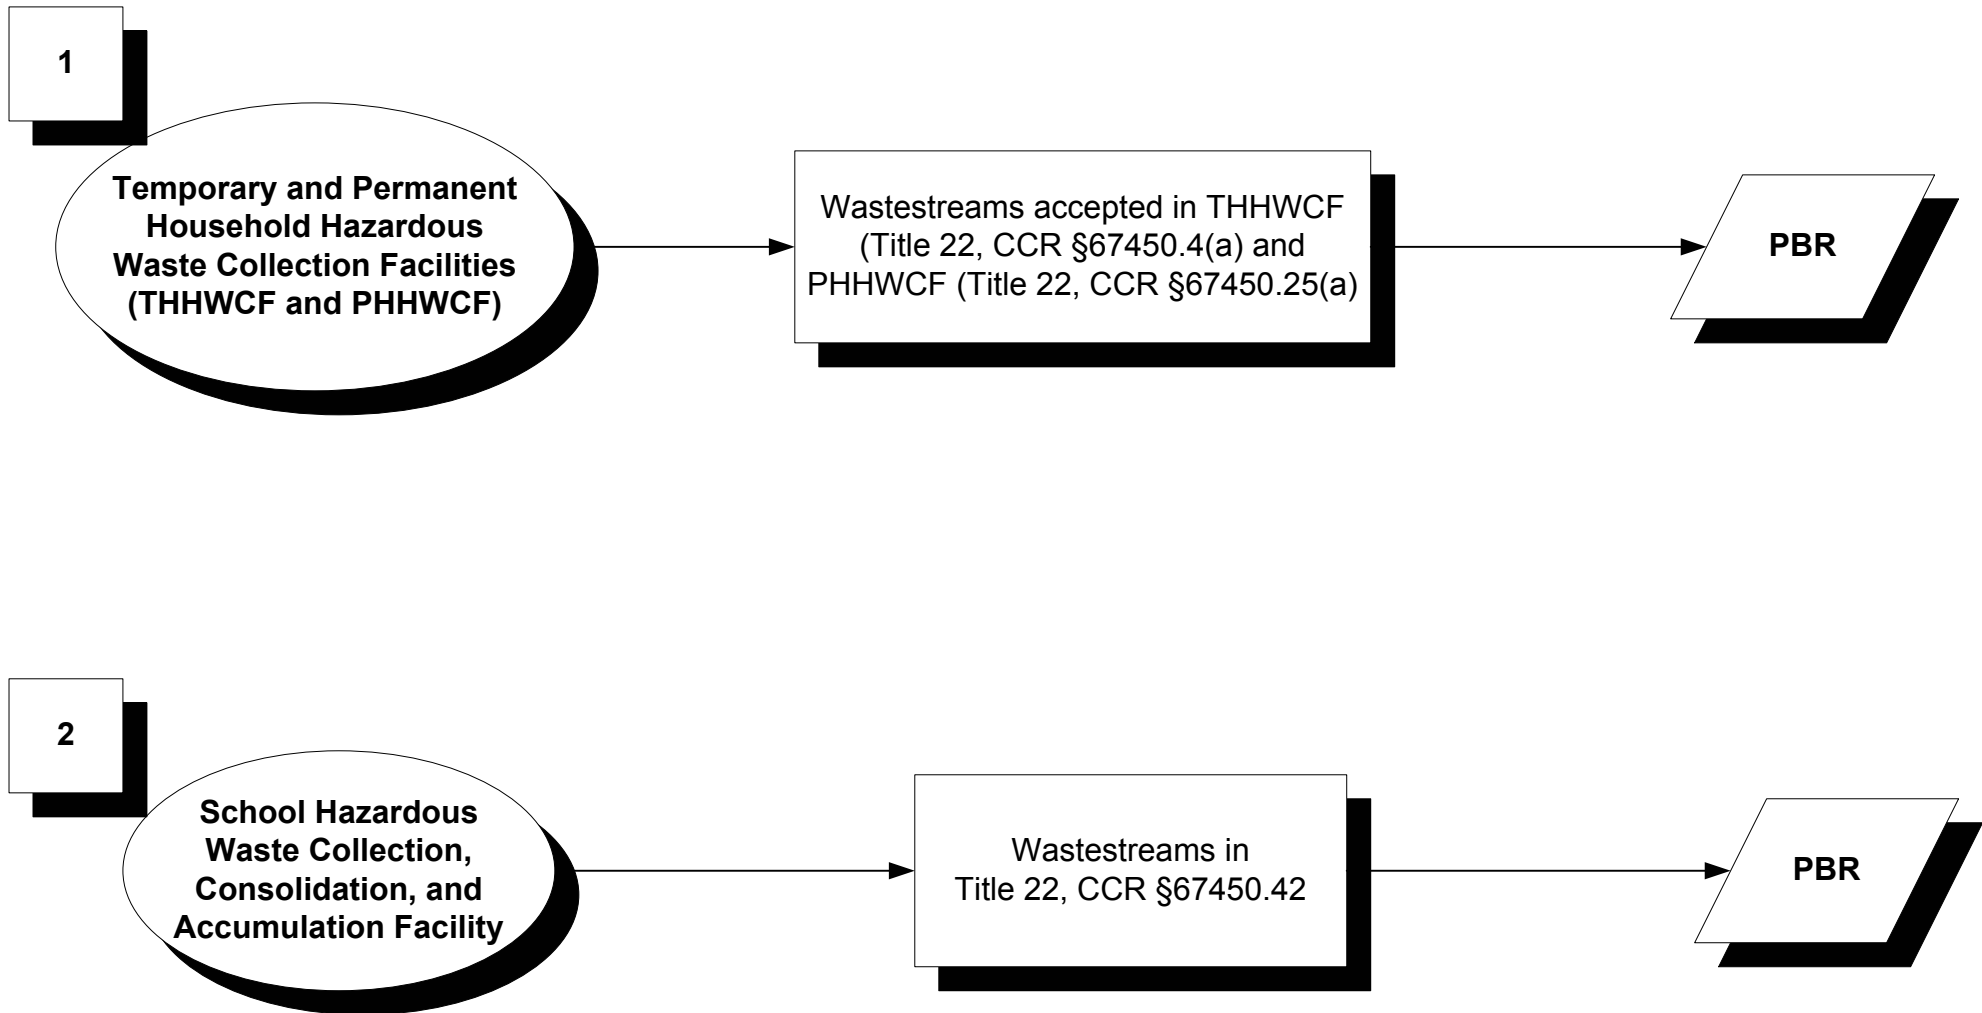 1
Temporary and Permanent
Household Hazardous
Waste Collection Facilities
(THHWCF and PHHWCF)
Wastestreams accepted in THHWCF
(Title 22, CCR §67450.4(a) and
PHHWCF (Title 22, CCR §67450.25(a)
PBR
2
School Hazardous
Waste Collection,
Consolidation, and
Accumulation Facility
Wastestreams in
Title 22, CCR §67450.42
PBR